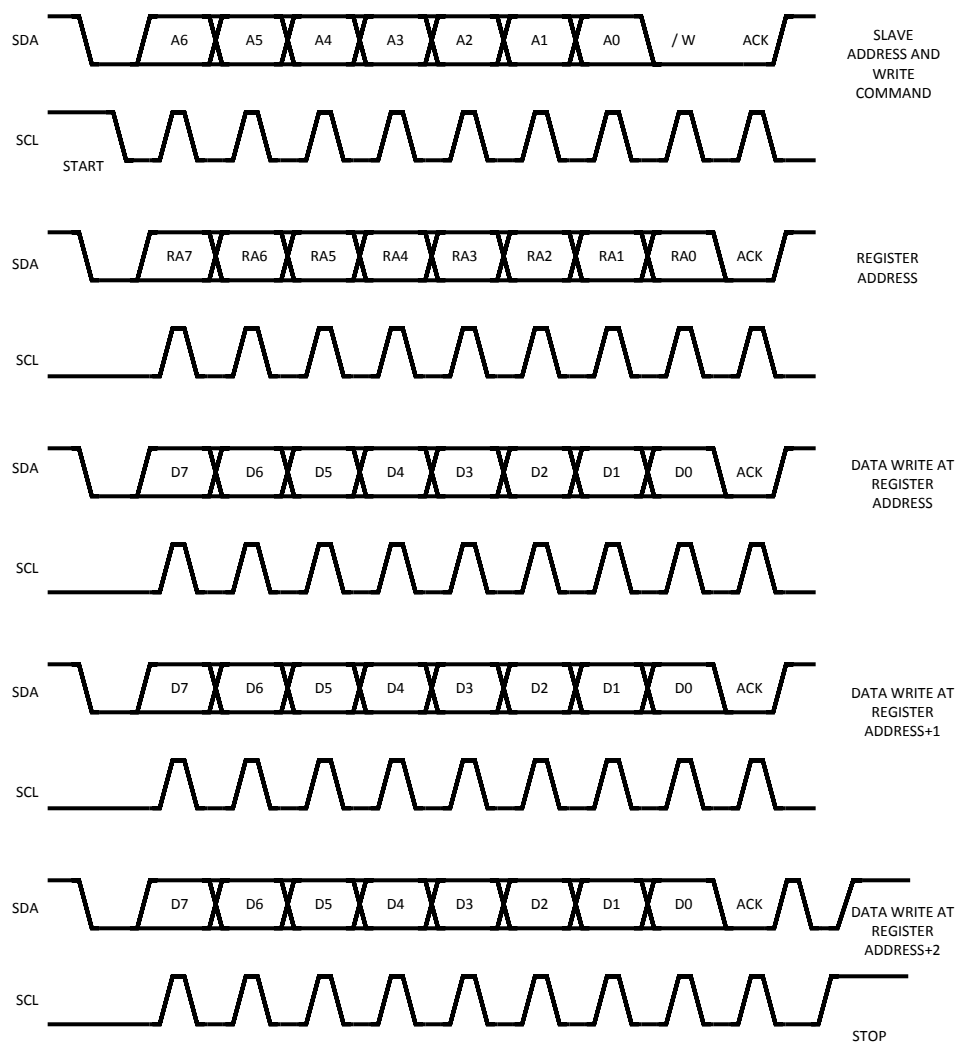 SDA A6 A5 A4 A3 A2 A1 A0 / W ACK
SLAVE
ADDRESS AND
WRITE
COMMAND
SCL
START
SDA RA7 RA6 RA5 RA4 RA3 RA2 RA1 RA0 ACK
REGISTER
ADDRESS
SCL
SDA D7 D6 D5 D4 D3 D2 D1 D0 ACK
DATA WRITE AT
REGISTER
ADDRESS
SCL
SDA D7 D6 D5 D4 D3 D2 D1 D0 ACK
DATA WRITE AT
REGISTER
ADDRESS+1
SCL
SDA D7 D6 D5 D4 D3 D2 D1 D0 ACK
DATA WRITE AT
REGISTER
ADDRESS+2
SCL
STOP